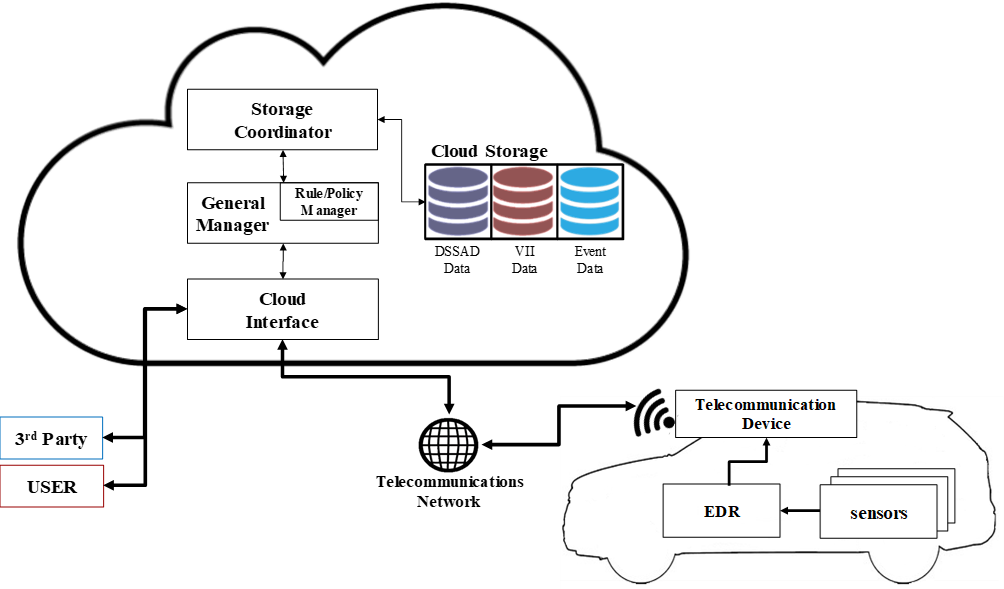 Storage
Coordinator
Cloud Storage
General
Manager
Rule/Policy
Manager
DSSAD
Data
VII
Data
Event
Data
Cloud
Interface
3rd Party
USER
Telecommunications
Network
Telecommunication
Device
EDR
sensors